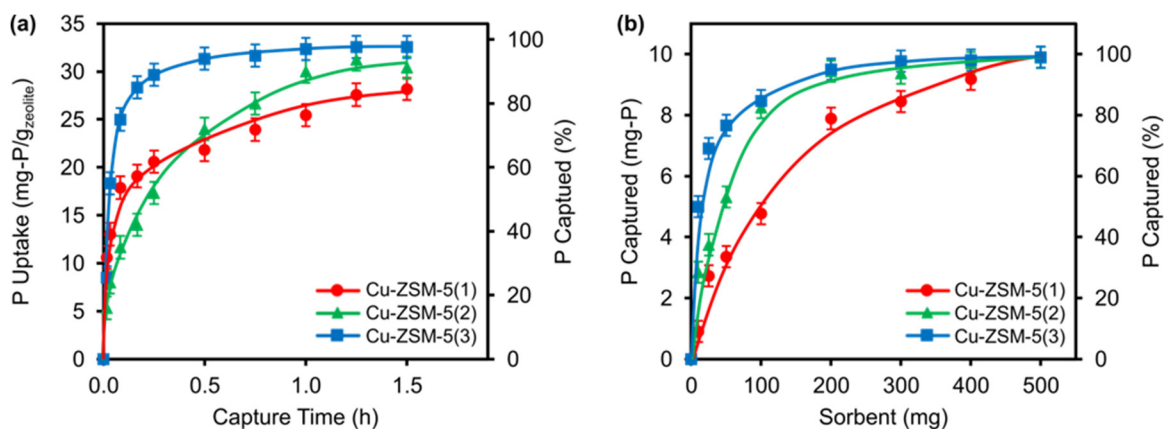 (a)
35
30
25
20
15
10
5
0
P Uptake (mg-P/gzeolite)
0.0 0.5 1.0 1.5
Capture Time (h)
100
80
60
40
20
0
P Captued (%)
Cu-ZSM-5(1)
Cu-ZSM-5(2)
Cu-ZSM-5(3)
(b)
10
8
6
4
2
0
P Captured (mg-P)
0 100 200 300 400 500
Sorbent (mg)
100
80
60
40
20
0
P Captured (%)
Cu-ZSM-5(1)
Cu-ZSM-5(2)
Cu-ZSM-5(3)